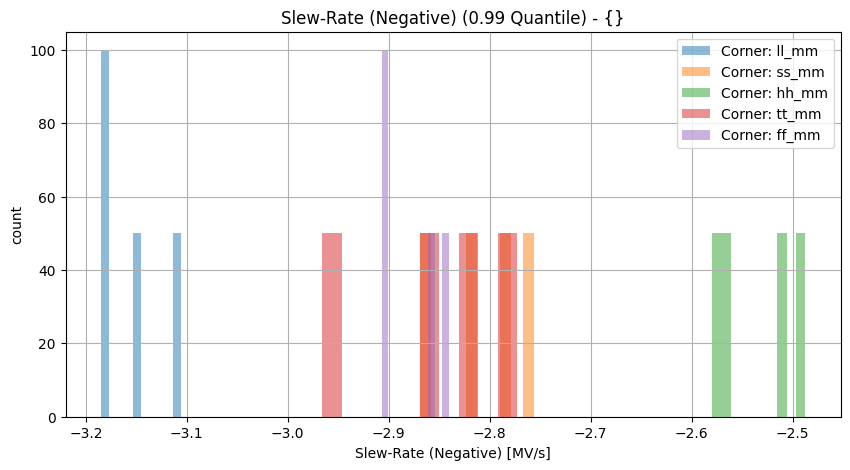 Slew-Rate (Negative) (0.99 Quantile) - {}
100
80
60
40
20
0
count
Corner: ll_mm
Corner: ss_mm
Corner: hh_mm
Corner: tt_mm
Corner: ff_mm
−3.2 −3.1 −3.0 −2.9 −2.8 −2.7 −2.6 −2.5
Slew-Rate (Negative) [MV/s]